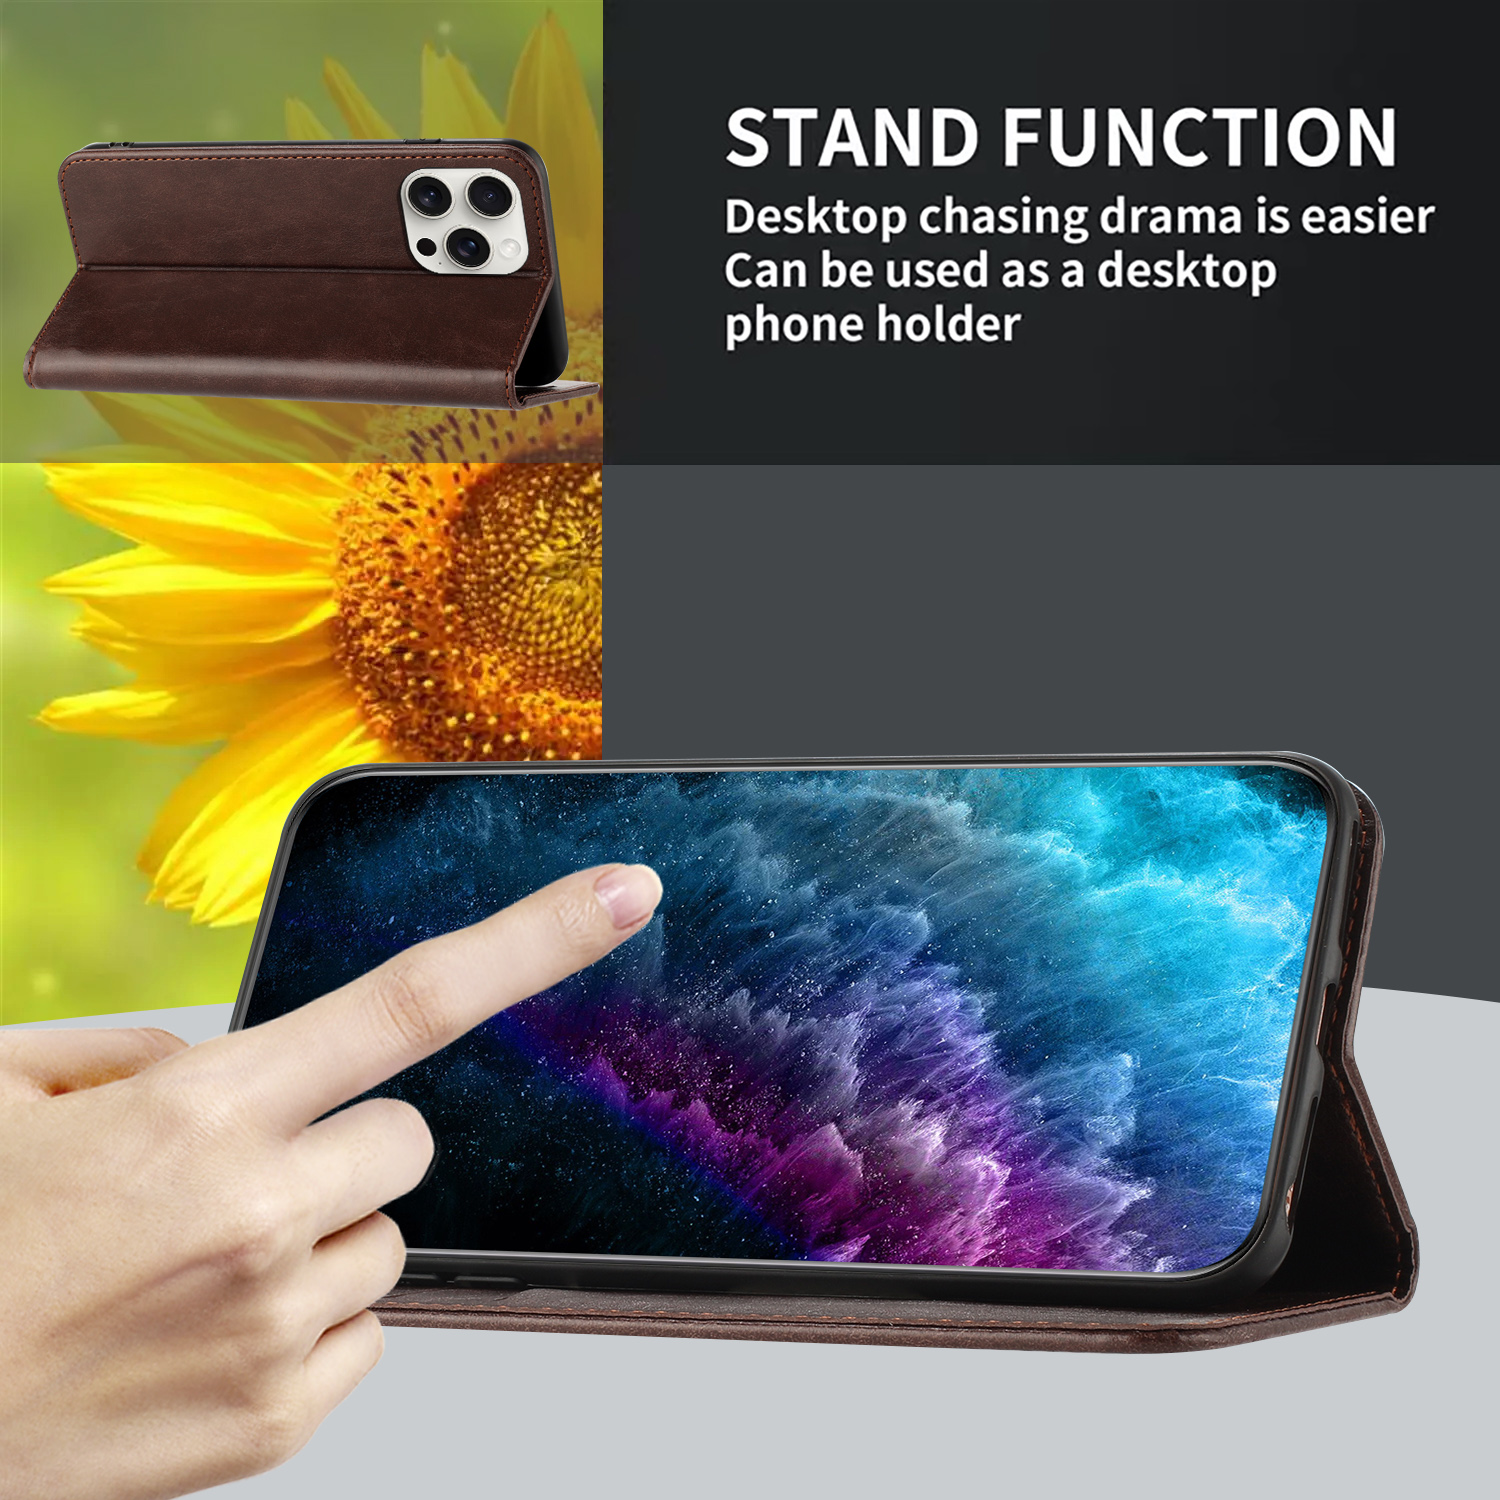 STAND FUNCTION
Desktop chasing drama is easier
Can be used as a desktop
phone holder